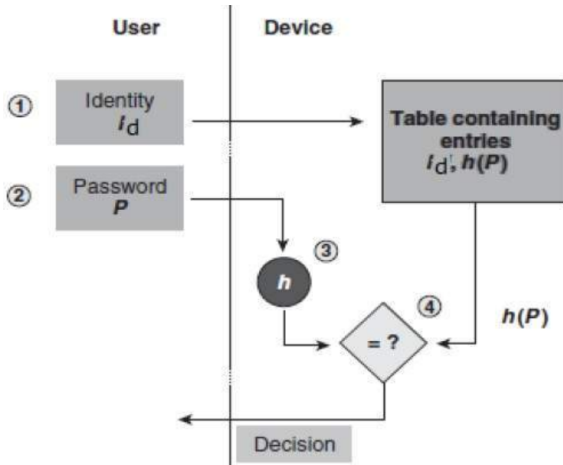 User
Device
①
Identity
Id
Table containing
entries
Id', h(P)
②
Password
P
③
h
④
= ?
h(P)
Decision